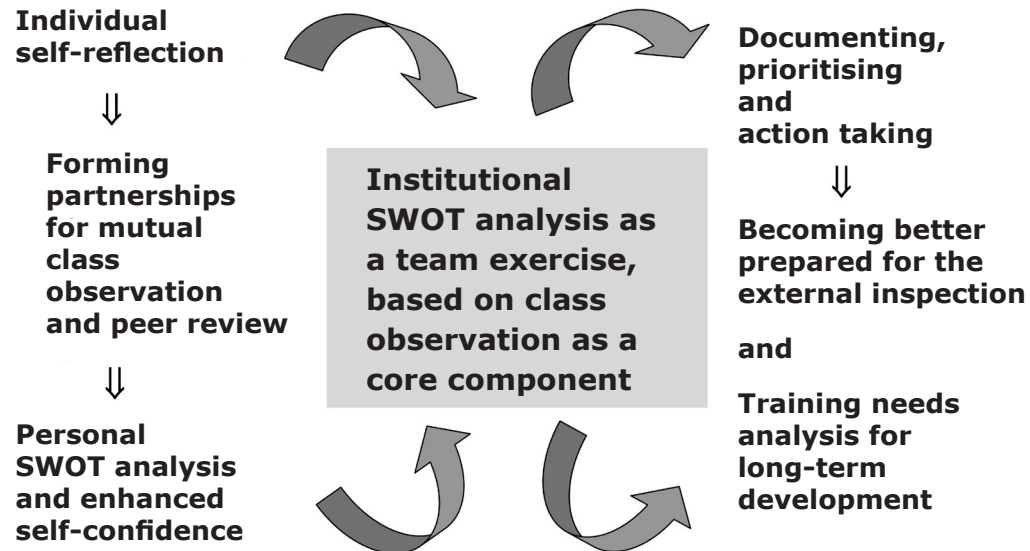 Individual
self-reflection
⇓
Forming
partnerships
for mutual
class
observation
and peer review
⇓
Personal
SWOT analysis
and enhanced
self-confidence
Institutional
SWOT analysis as
a team exercise,
based on class
observation as a
core component
Documenting,
prioritising
and
action taking
⇓
Becoming better
prepared for the
external inspection
and
Training needs
analysis for
long-term
development